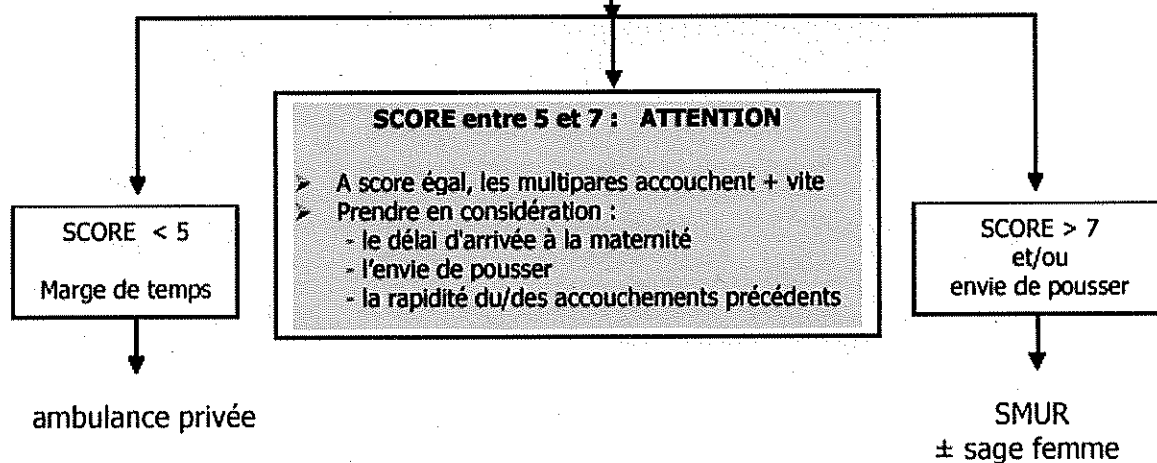 SCORE entre 5 et 7 : ATTENTION
➢ A score égal, les multipares accouchent + vite
➢ Prendre en considération :
- le délai d'arrivée à la maternité
- l'envie de pousser
- la rapidité du/des accouchements précédents
SCORE < 5
Marge de temps
SCORE > 7
et/ou
envie de pousser
ambulance privée
SMUR
± sage femme